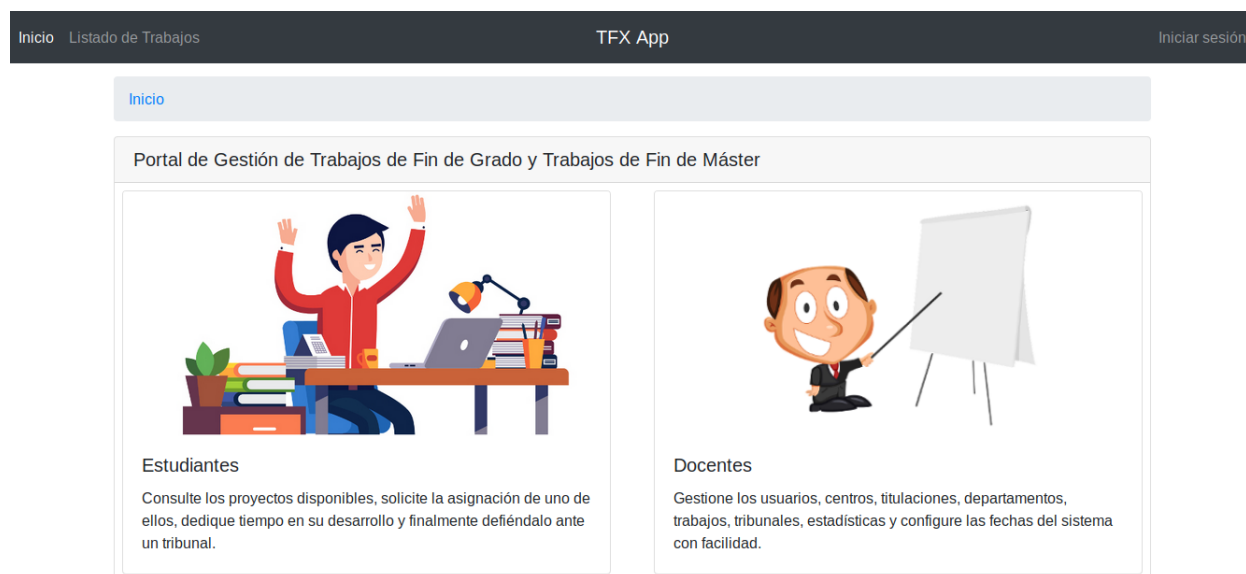 Inicio Listado de Trabajos TFX App Iniciar sesión
Inicio
Portal de Gestión de Trabajos de Fin de Grado y Trabajos de Fin de Máster
Estudiantes
Consulte los proyectos disponibles, solicite la asignación de uno de
ellos, dedique tiempo en su desarrollo y finalmente defiéndalo ante
un tribunal.
Docentes
Gestione los usuarios, centros, titulaciones, departamentos,
trabajos, tribunales, estadísticas y configure las fechas del sistema
con facilidad.